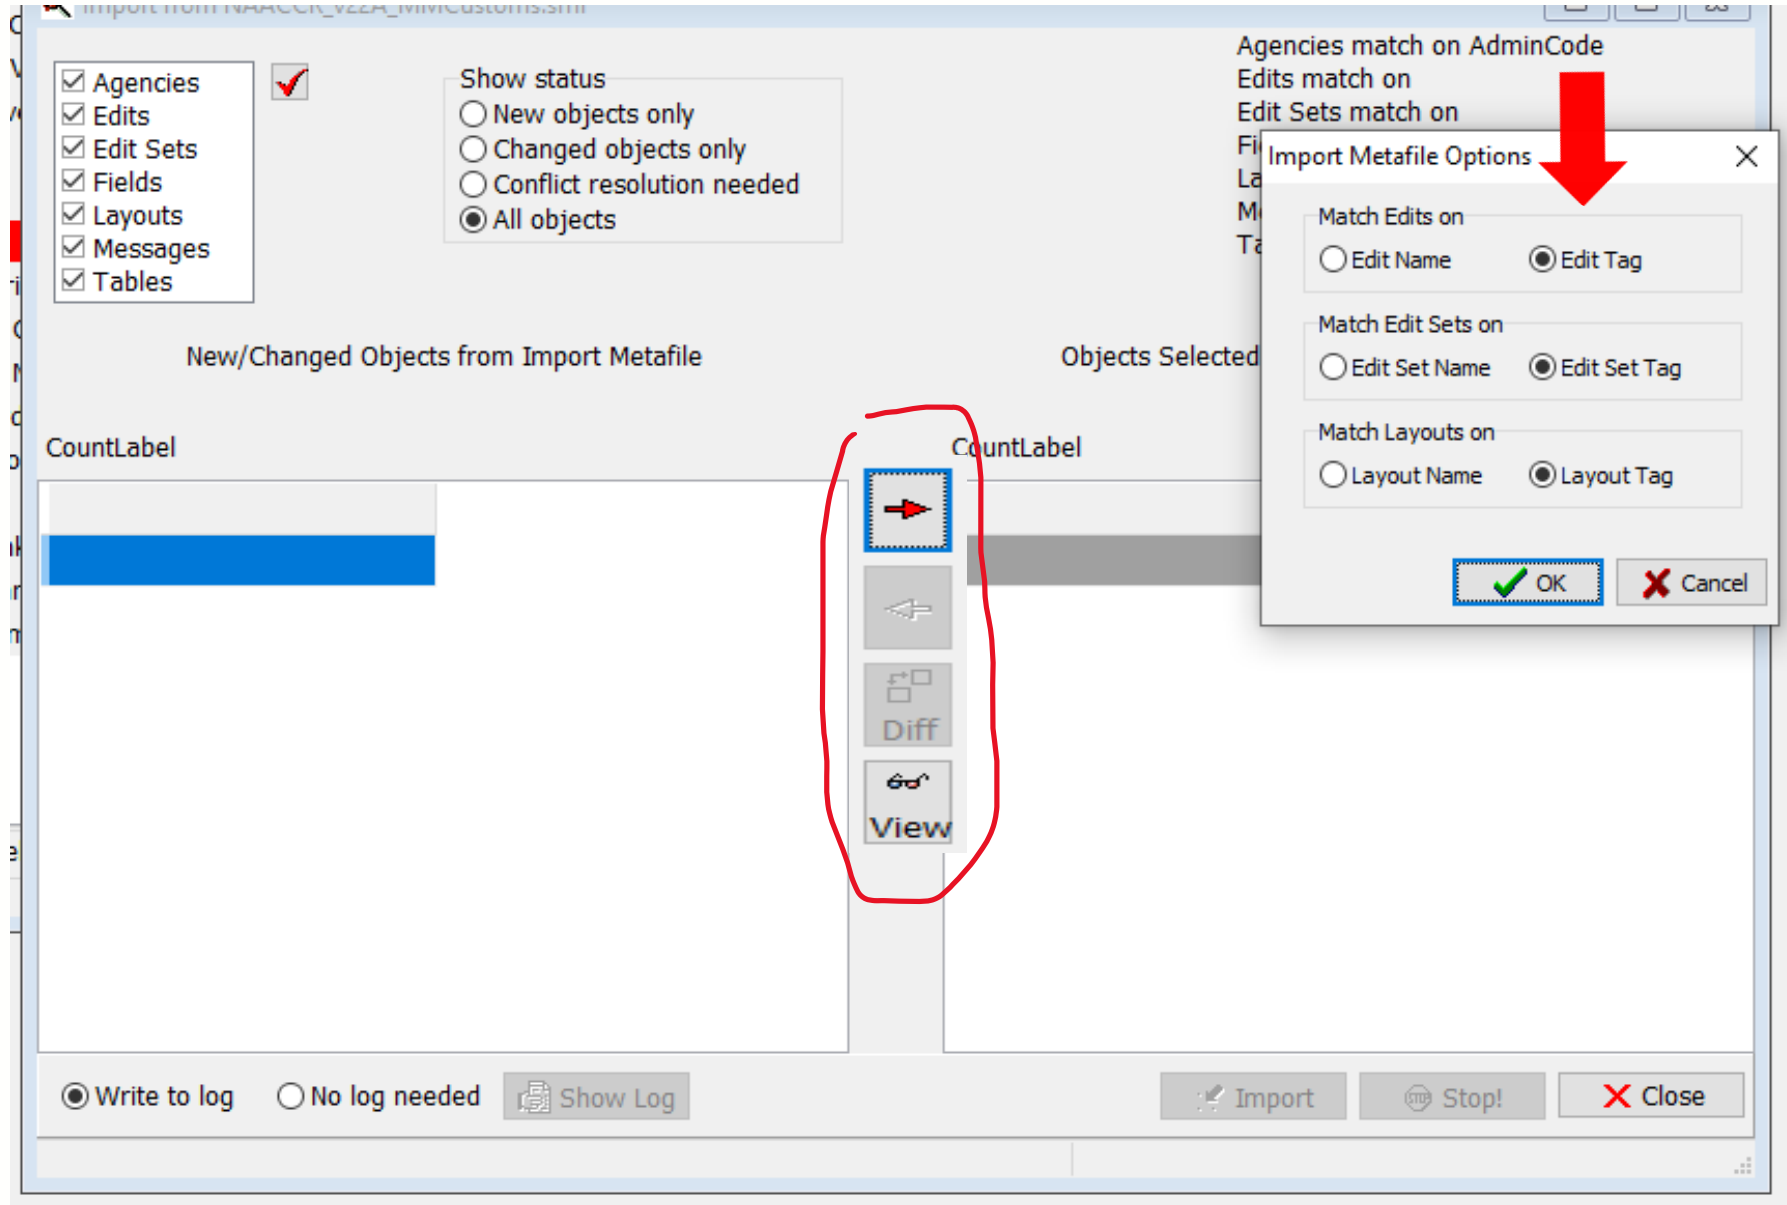 Import from NAACCR_v22A_MMCustoms.smf
Agencies
Edits
Edit Sets
Fields
Layouts
Messages
Tables
Show status
New objects only
Changed objects only
Conflict resolution needed
All objects
Agencies match on AdminCode
Edits match on
Edit Sets match on
Import Metafile Options
Match Edits on
Edit Name Edit Tag
Match Edit Sets on
Edit Set Name Edit Set Tag
Match Layouts on
Layout Name Layout Tag
OK Cancel
New/Changed Objects from Import Metafile
Objects Selected
CountLabel
CountLabel
Diff
View
Write to log No log needed Show Log
Import Stop! Close